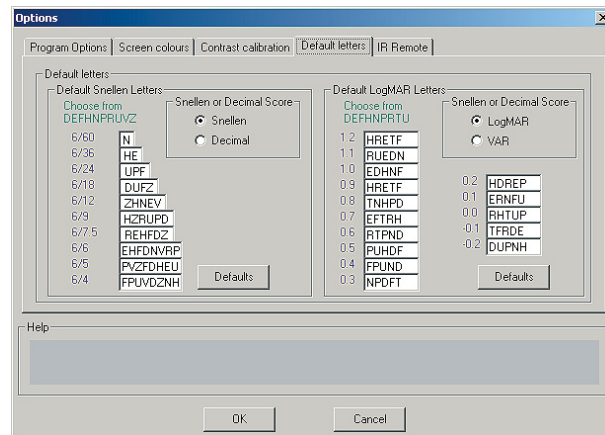 Options
Program Options Screen colours Contrast calibration Default letters IR Remote
Default letters
Default Snellen Letters
Choose from
DEFHNPRUVZ
Snellen or Decimal Score
Snellen
Decimal
6/60 N
6/36 HE
6/24 UPF
6/18 DUFZ
6/12 ZHNEV
6/9 HZRUPD
6/7.5 REHFDZ
6/6 EHFDNVRP
6/5 PVZFDHEU
6/4 FPUVDZNH
Defaults
Default LogMAR Letters
Choose from
DEFHNPRTU
Snellen or Decimal Score
LogMAR
VAR
1.2 HRETF
1.1 RUEDN
1.0 EDHNF
0.9 HRETF
0.8 TNHPD
0.7 EFTRH
0.6 RTPND
0.5 PUHDF
0.4 FPUND
0.3 NPDFT
0.2 HDREP
0.1 ERNFU
0.0 RHTUP
-0.1 TFRDE
-0.2 DUPNH
Defaults
Help
OK Cancel